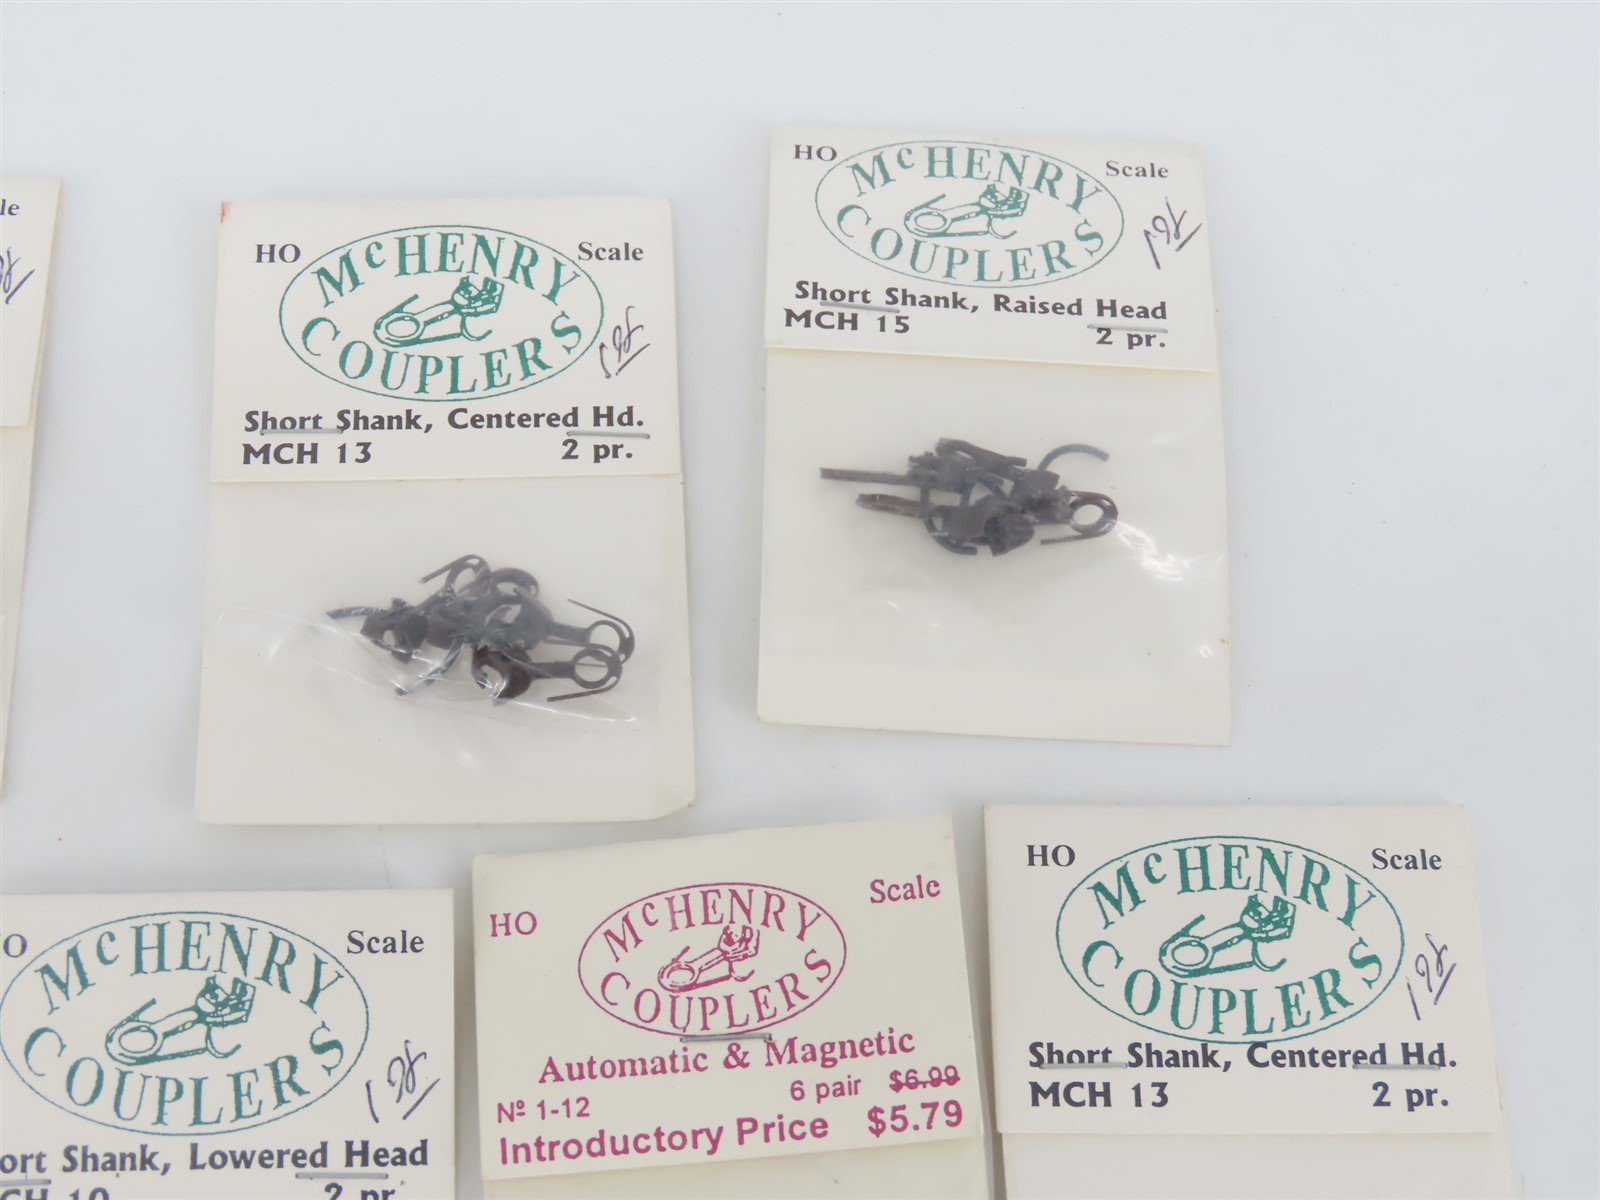 le
HO Scale
McHENRY
COUPLERS
Short Shank, Centered Hd.
MCH 13 2 pr.
HO Scale
McHENRY
COUPLERS
Short Shank, Raised Head
MCH 15 2 pr.
O Scale
McHENRY
COUPLERS
ort Shank, Lowered Head
2 pr.
HO Scale
McHENRY
COUPLERS
Automatic & Magnetic
6 pair $6.99
Nº 1-12
Introductory Price $5.79
HO Scale
McHENRY
COUPLERS
Short Shank, Centered Hd.
MCH 13 2 pr.